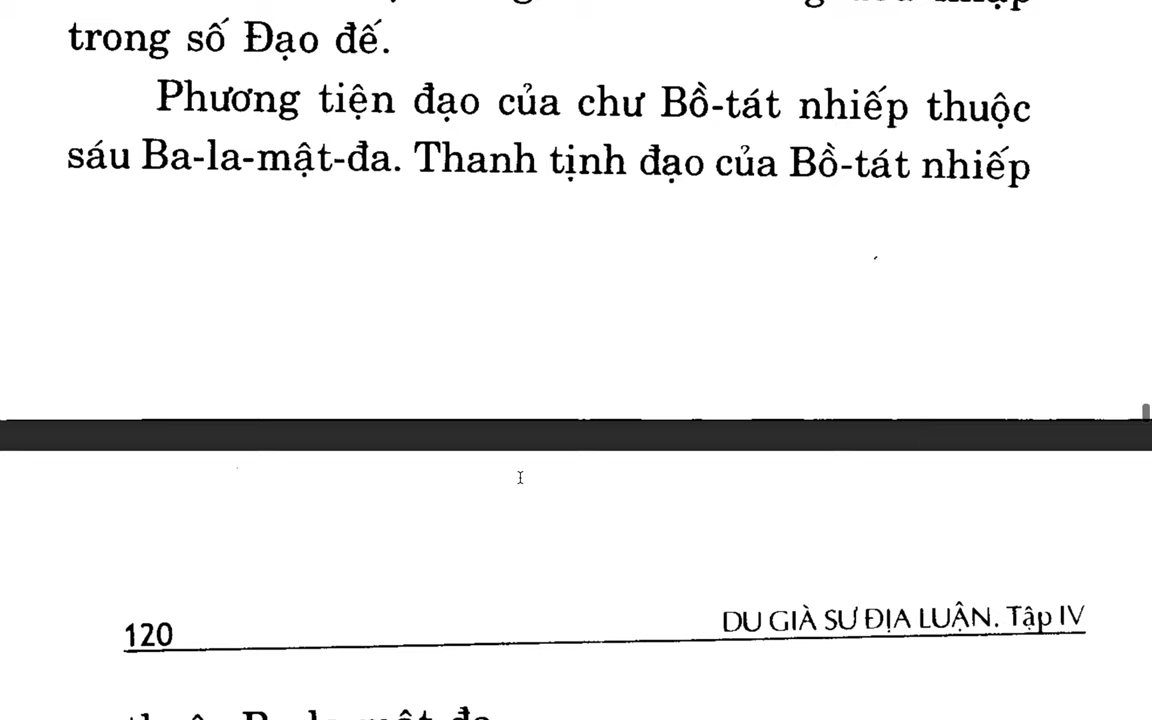 trong số Đạo đế.
Phương tiện đạo của chư Bồ-tát nhiếp thuộc
sáu Ba-la-mật-đa. Thanh tịnh đạo của Bồ-tát nhiếp
120
DU GIÀ SƯ ĐỊA LUẬN. Tập IV